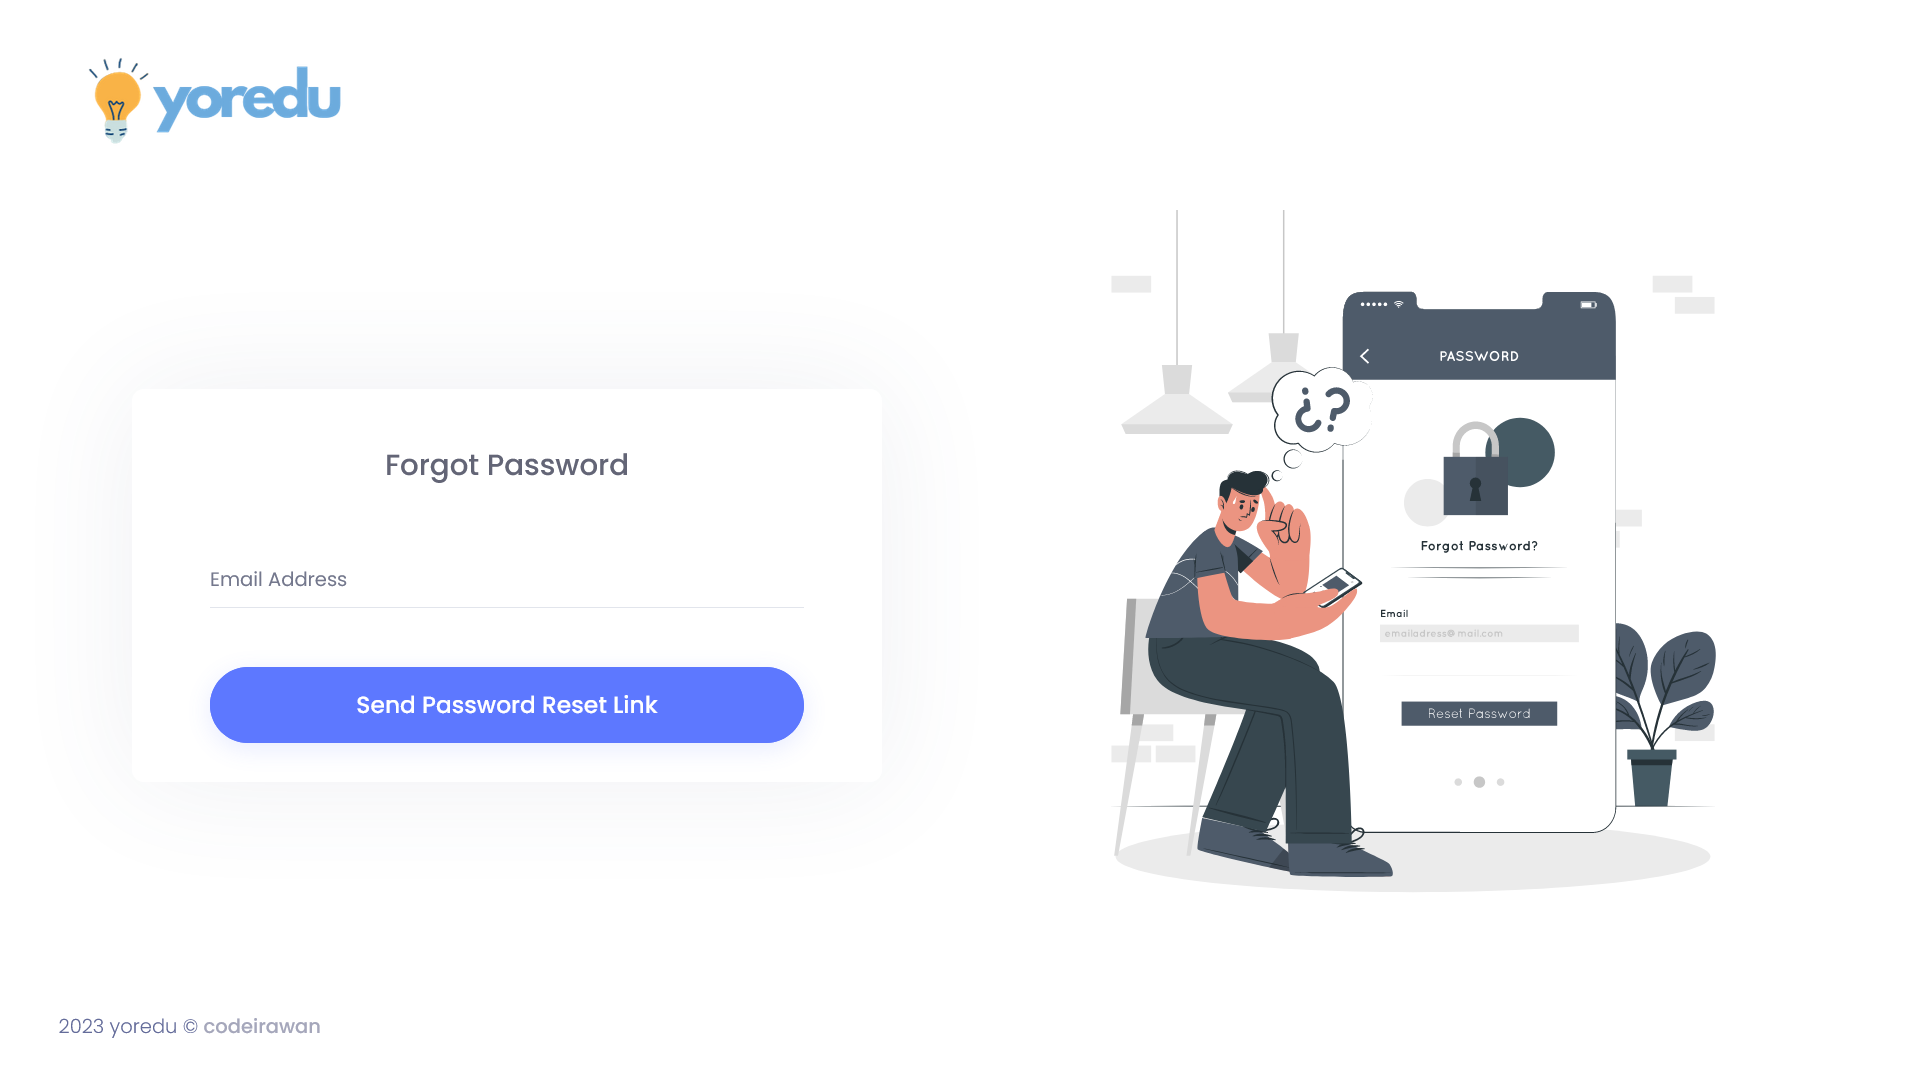 yoredu
Forgot Password
Email Address
Send Password Reset Link
PASSWORD
¿?
Forgot Password?
Email
emailadress@mail.com
Reset Password
2023 yoredu © codeirawan